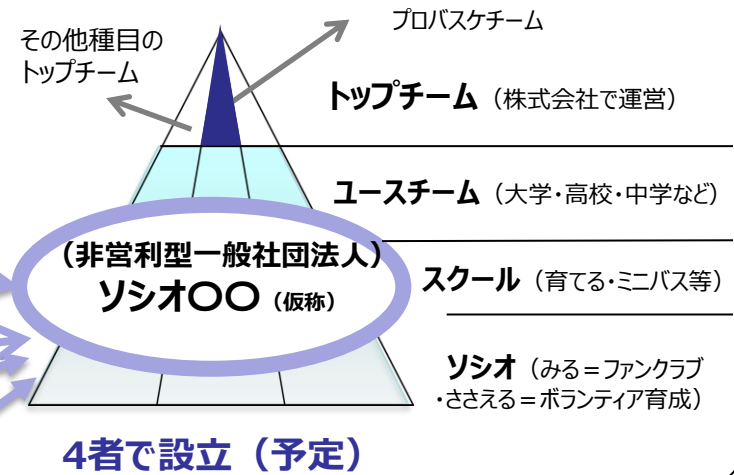 プロバスケチーム
その他種目の
トップチーム
トップチーム（株式会社で運営）
ユースチーム（大学・高校・中学など）
（非営利型一般社団法人）
ソシオ〇〇（仮称）
スクール（育てる・ミニバス等）
ソシオ（みる＝ファンクラブ
・ささえる＝ボランティア育成）
4者で設立（予定）